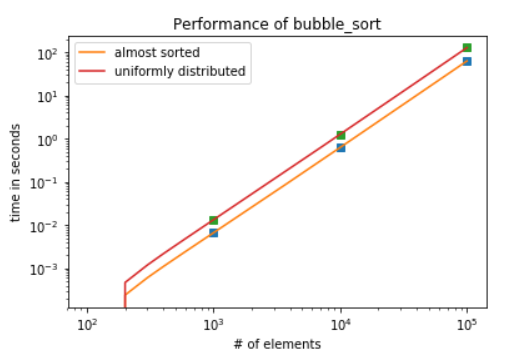 Performance of bubble_sort
almost sorted
uniformly distributed
10²
10¹
10⁰
10⁻¹
10⁻²
10⁻³
time in seconds
10² 10³ 10⁴ 10⁵
# of elements